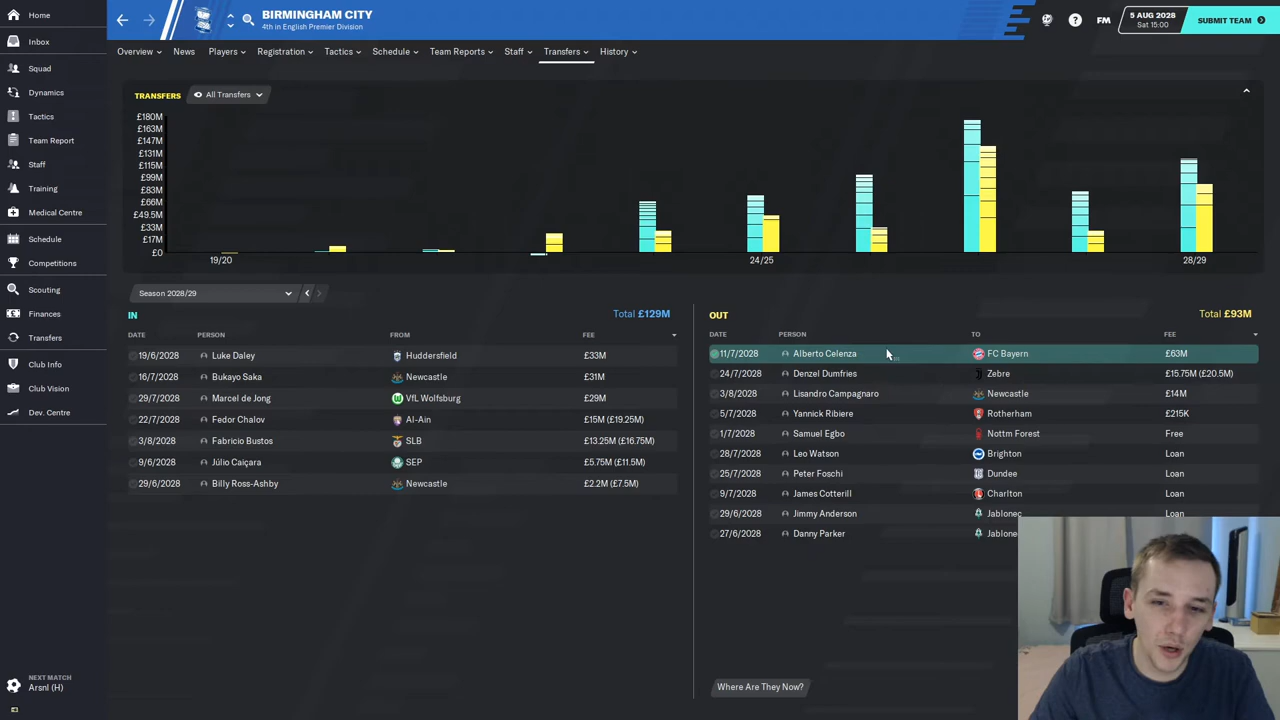 Home
Inbox
Squad
Dynamics
Tactics
Team Report
Staff
Training
Medical Centre
Schedule
Competitions
Scouting
Finances
Transfers
Club Info
Club Vision
Dev. Centre
NEXT MATCH
Arsnl (H)
BIRMINGHAM CITY
4th in English Premier Division
FM
5 AUG 2028
Sat 15:00
SUBMIT TEAM
Overview News Players Registration Tactics Schedule Team Reports Staff Transfers History
TRANSFERS All Transfers
£180M
£163M
£147M
£131M
£115M
£99M
£83M
£66M
£49.5M
£33M
£17M
£0
19/20 24/25 28/29
Season 2028/29
IN Total £129M
DATE PERSON FROM FEE
19/6/2028 Luke Daley Huddersfield £33M
16/7/2028 Bukayo Saka Newcastle £31M
29/7/2028 Marcel de Jong VfL Wolfsburg £29M
22/7/2028 Fedor Chalov Al-Ain £15M (£19.25M)
3/8/2028 Fabricio Bustos SLB £13.25M (£16.75M)
9/6/2028 Júlio Caiçara SEP £5.75M (£11.5M)
29/6/2028 Billy Ross-Ashby Newcastle £2.2M (£7.5M)
OUT Total £93M
DATE PERSON TO FEE
11/7/2028 Alberto Celenza FC Bayern £63M
24/7/2028 Denzel Dumfries Zebre £15.75M (£20.5M)
3/8/2028 Lisandro Campagnaro Newcastle £14M
5/7/2028 Yannick Ribiere Rotherham £215K
1/7/2028 Samuel Egbo Nottm Forest Free
28/7/2028 Leo Watson Brighton Loan
25/7/2028 Peter Foschi Dundee Loan
9/7/2028 James Cotterill Charlton Loan
29/6/2028 Jimmy Anderson Jablonec Loan
27/6/2028 Danny Parker Jablonec
Where Are They Now?